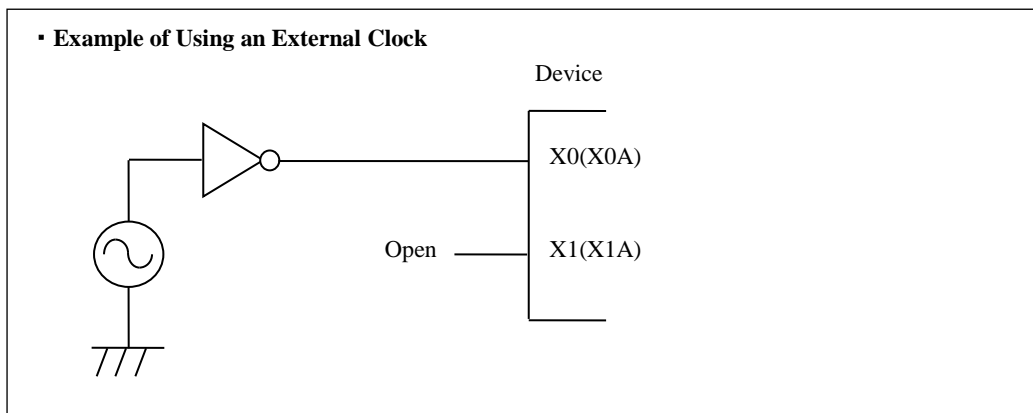 ▪ Example of Using an External Clock
Device
X0(X0A)
Open
X1(X1A)